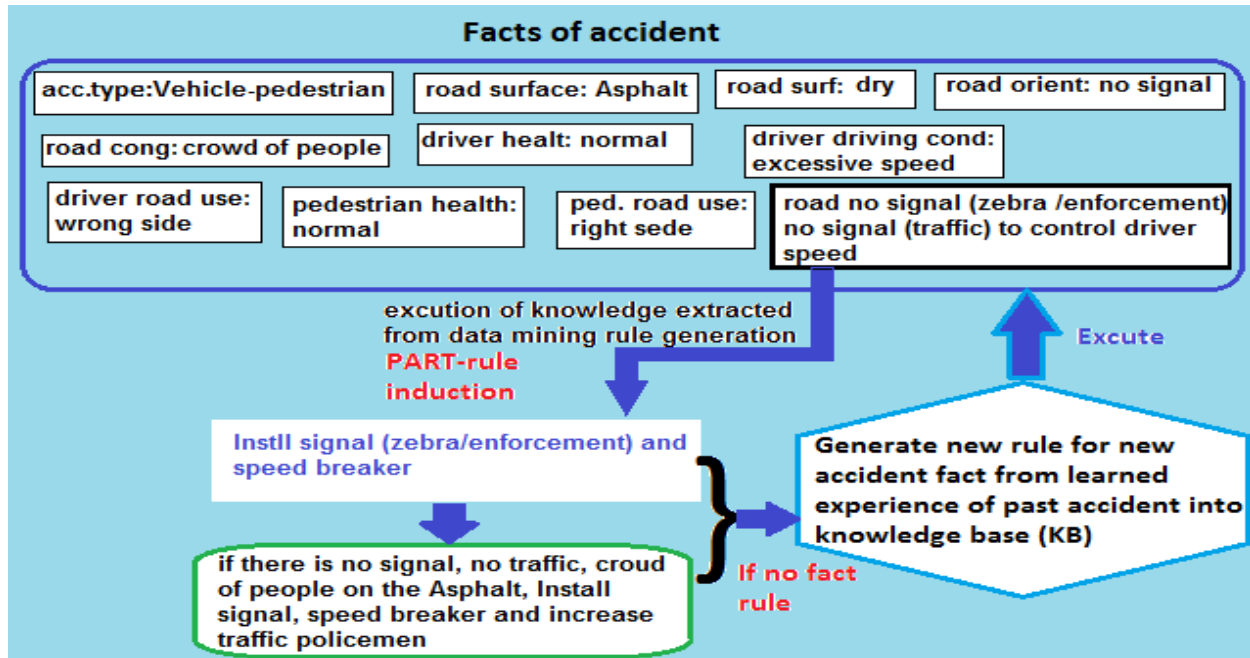 Facts of accident
acc.type:Vehicle-pedestrian
road surface: Asphalt
road surf: dry
road orient: no signal
road cong: crowd of people
driver healt: normal
driver driving cond:
excessive speed
driver road use:
wrong side
pedestrian health:
normal
ped. road use:
right sede
road no signal (zebra /enforcement)
no signal (traffic) to control driver
speed
excution of knowledge extracted
from data mining rule generation
PART-rule
induction
Excute
Instll signal (zebra/enforcement) and
speed breaker
Generate new rule for new
accident fact from learned
experience of past accident into
knowledge base (KB)
if there is no signal, no traffic, croud
of people on the Asphalt, Install
signal, speed breaker and increase
traffic policemen
If no fact
rule